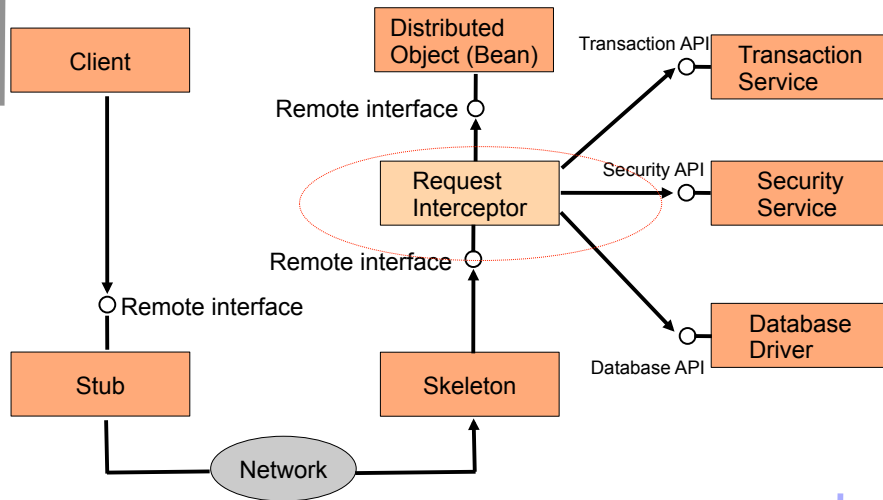 Client
Distributed
Object (Bean)
Transaction API
Transaction
Service
Remote interface
Request
Interceptor
Security API
Security
Service
Remote interface
Remote interface
Database
Driver
Database API
Stub
Skeleton
Network